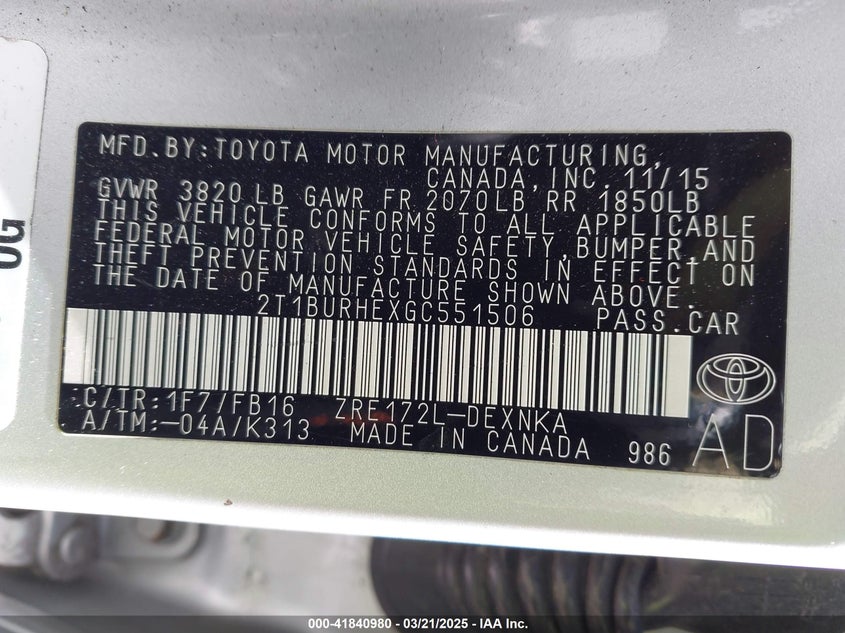 OG
MFD.BY:TOYOTA MOTOR MANUFACTURING,
CANADA,INC. 11/15
GVWR 3820 LB GAWR FR 2070LB RR 1850LB
THIS VEHICLE CONFORMS TO ALL APPLICABLE
FEDERAL MOTOR VEHICLE SAFETY,BUMPER,AND
THEFT PREVENTION STANDARDS IN EFFECT ON
THE DATE OF MANUFACTURE SHOWN ABOVE.
2T1BURHEXGC551506 PASS.CAR
C/TR:1F7/FB16 ZRE172L-DEXNKA
A/TM:-04A/K313 MADE IN CANADA 986 AD
000-41840980 - 03/21/2025 - IAA Inc.